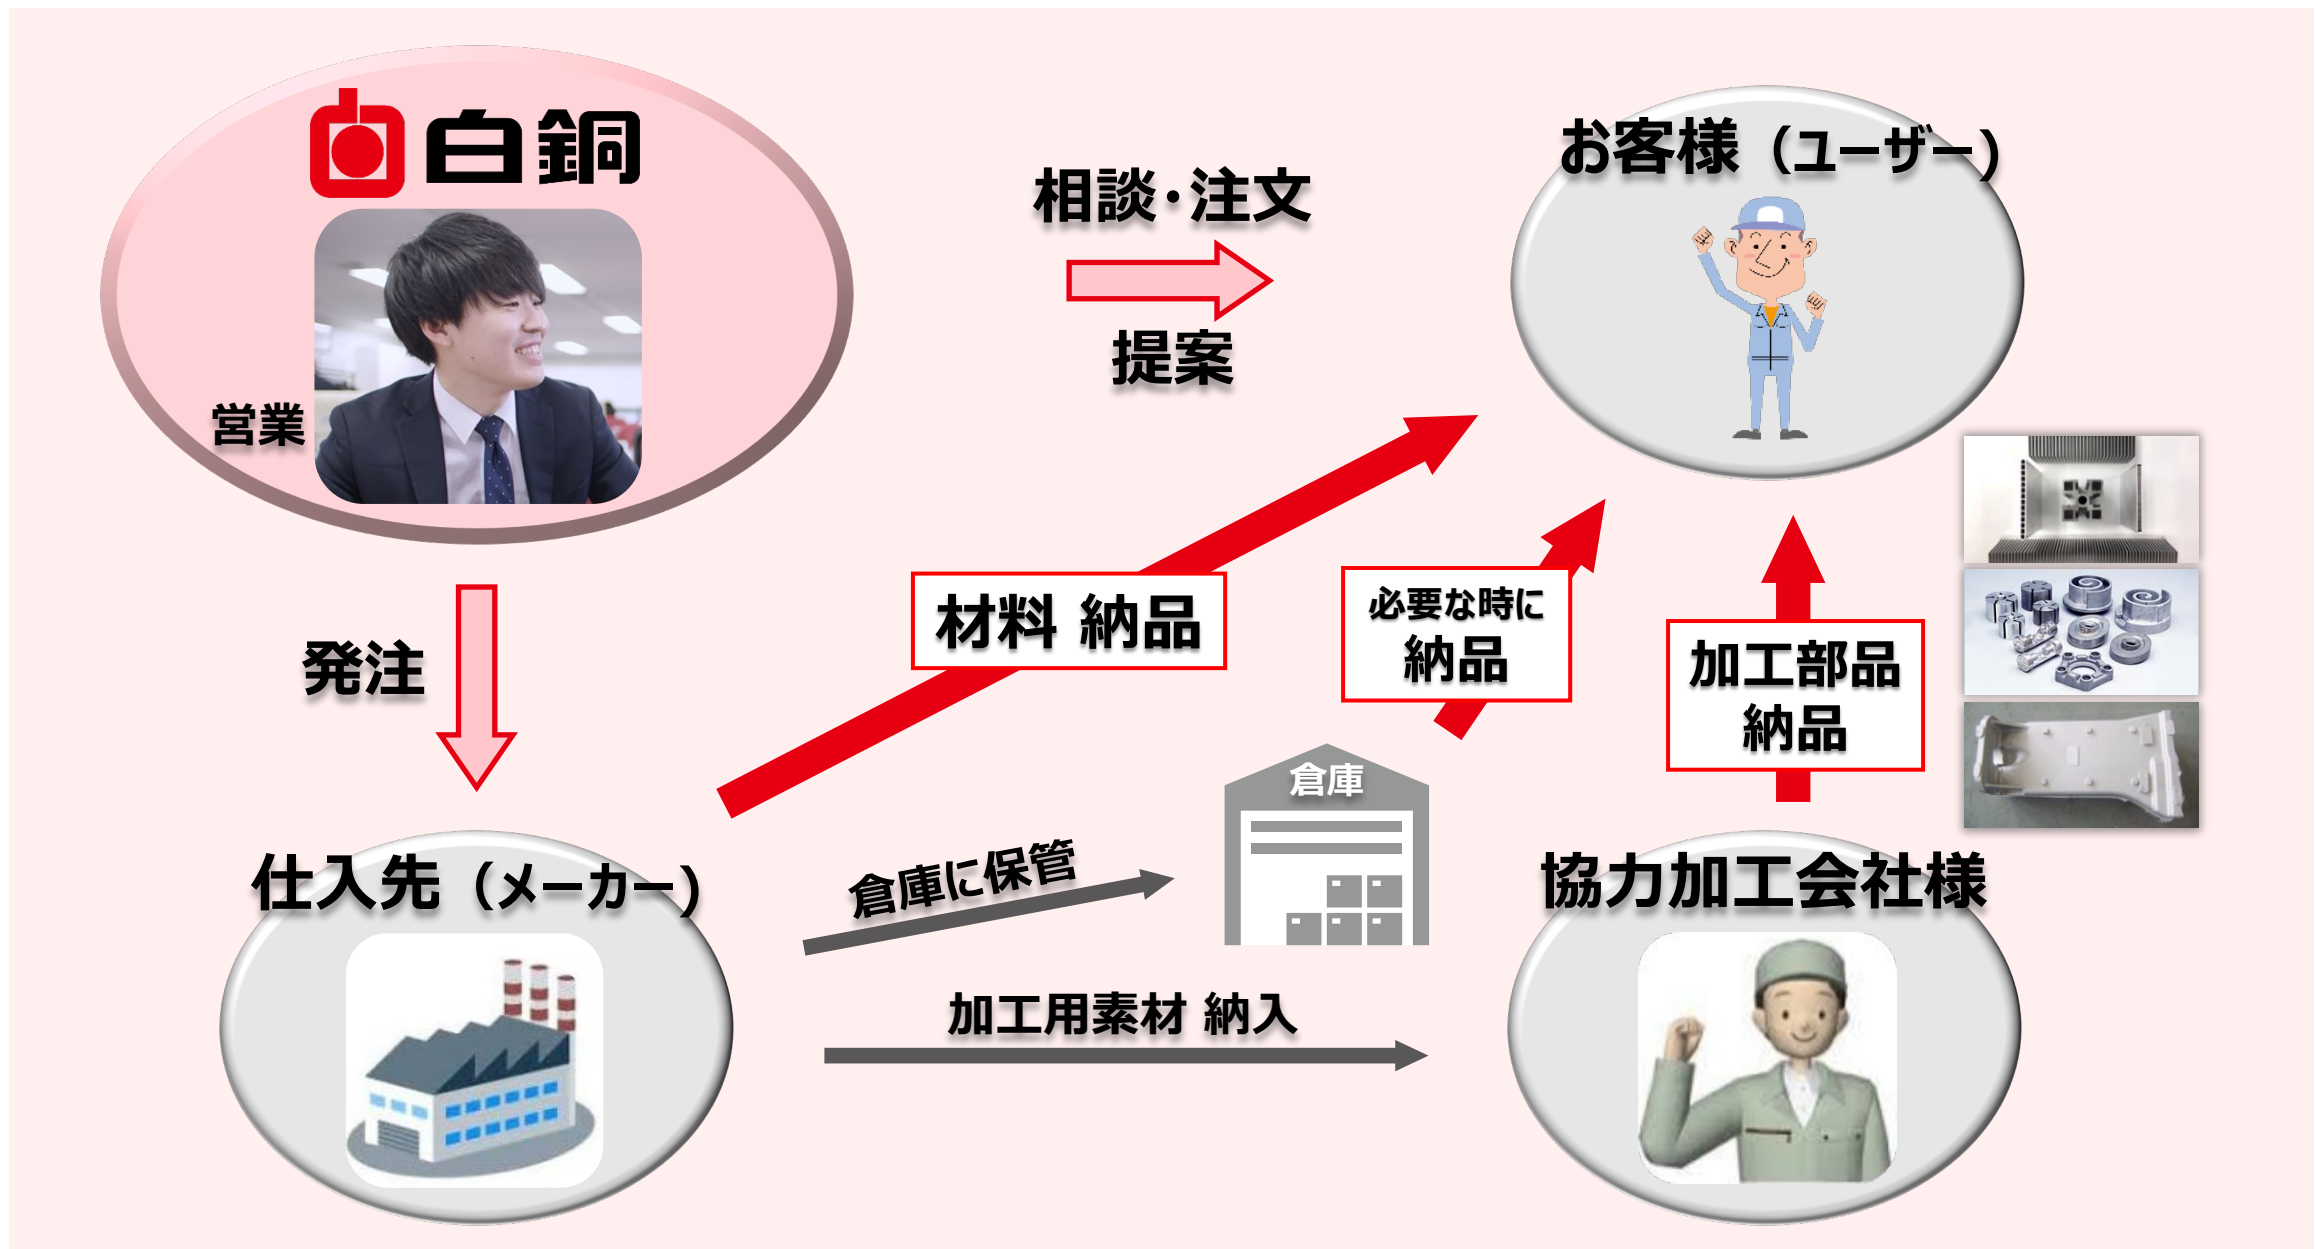 白銅
営業
相談・注文
提案
お客様（ユーザー）
発注
材料 納品
必要な時に
納品
加工部品
納品
倉庫
仕入先（メーカー）
倉庫に保管
加工用素材 納入
協力加工会社様